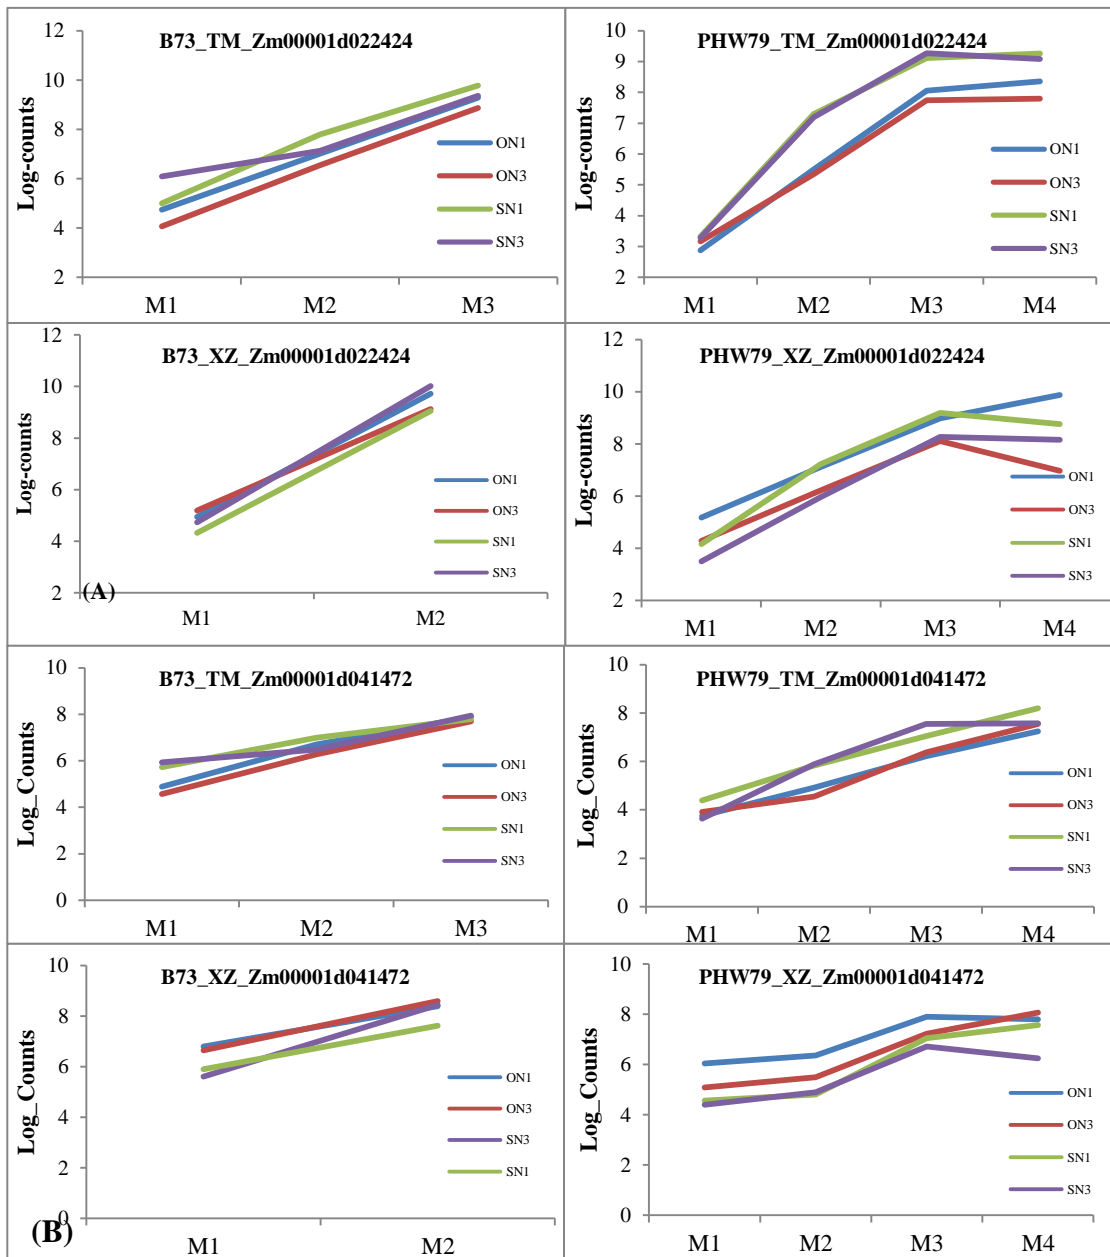 B73_TM_Zm00001d022424
Log-counts
12
10
8
6
4
2
M1 M2 M3
ON1
ON3
SN1
SN3
PHW79_TM_Zm00001d022424
10
9
8
7
6
5
4
3
2
M1 M2 M3 M4
ON1
ON3
SN1
SN3
B73_XZ_Zm00001d022424
Log-counts
12
10
8
6
4
2
(A)
M1 M2
ON1
ON3
SN1
SN3
PHW79_XZ_Zm00001d022424
Log-counts
12
10
8
6
4
2
M1 M2 M3 M4
ON1
ON3
SN1
SN3
B73_TM_Zm00001d041472
Log_Counts
10
8
6
4
2
0
M1 M2 M3
ON1
ON3
SN1
SN3
PHW79_TM_Zm00001d041472
Log_Counts
10
8
6
4
2
0
M1 M2 M3 M4
ON1
ON3
SN1
SN3
B73_XZ_Zm00001d041472
Log_Counts
10
8
6
4
2
0
(B)
M1 M2
ON1
ON3
SN3
SN1
PHW79_XZ_Zm00001d041472
Log_Counts
10
8
6
4
2
0
M1 M2 M3 M4
ON1
ON3
SN1
SN3